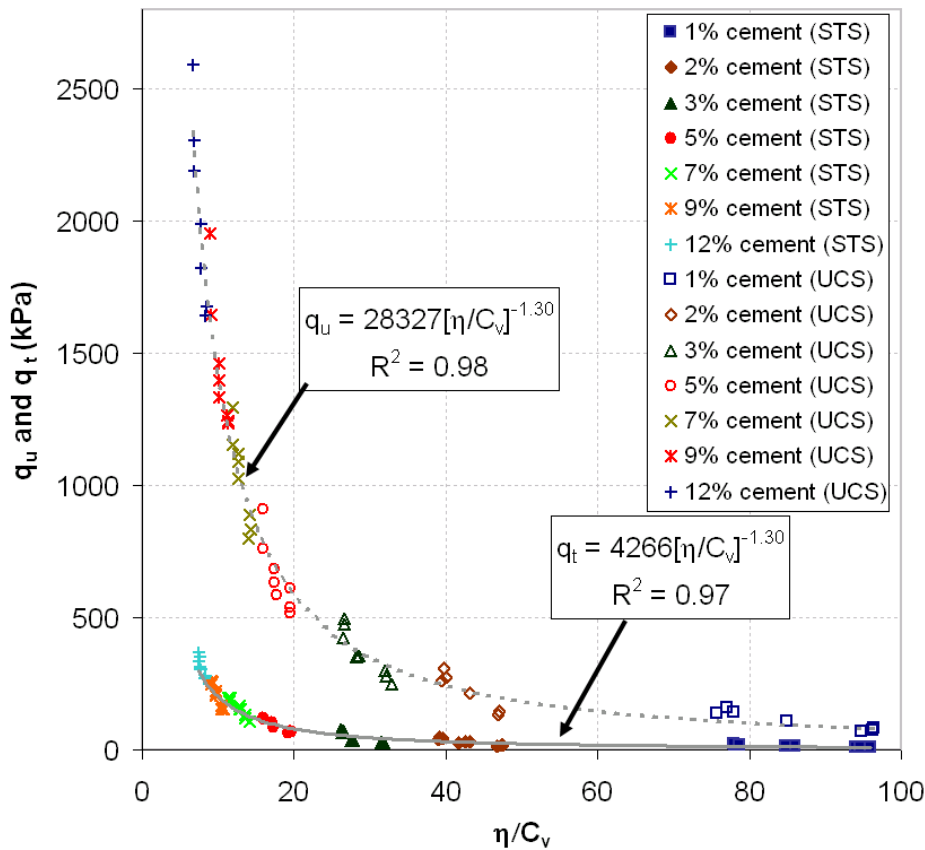 2500
2000
1500
1000
500
0
q_u and q_t (kPa)
1% cement (STS)
2% cement (STS)
3% cement (STS)
5% cement (STS)
7% cement (STS)
9% cement (STS)
12% cement (STS)
1% cement (UCS)
2% cement (UCS)
3% cement (UCS)
5% cement (UCS)
7% cement (UCS)
9% cement (UCS)
12% cement (UCS)
q_u = 28327[η/C_v]^-1.30
R² = 0.98
q_t = 4266[η/C_v]^-1.30
R² = 0.97
0 20 40 60 80 100
η/C_v